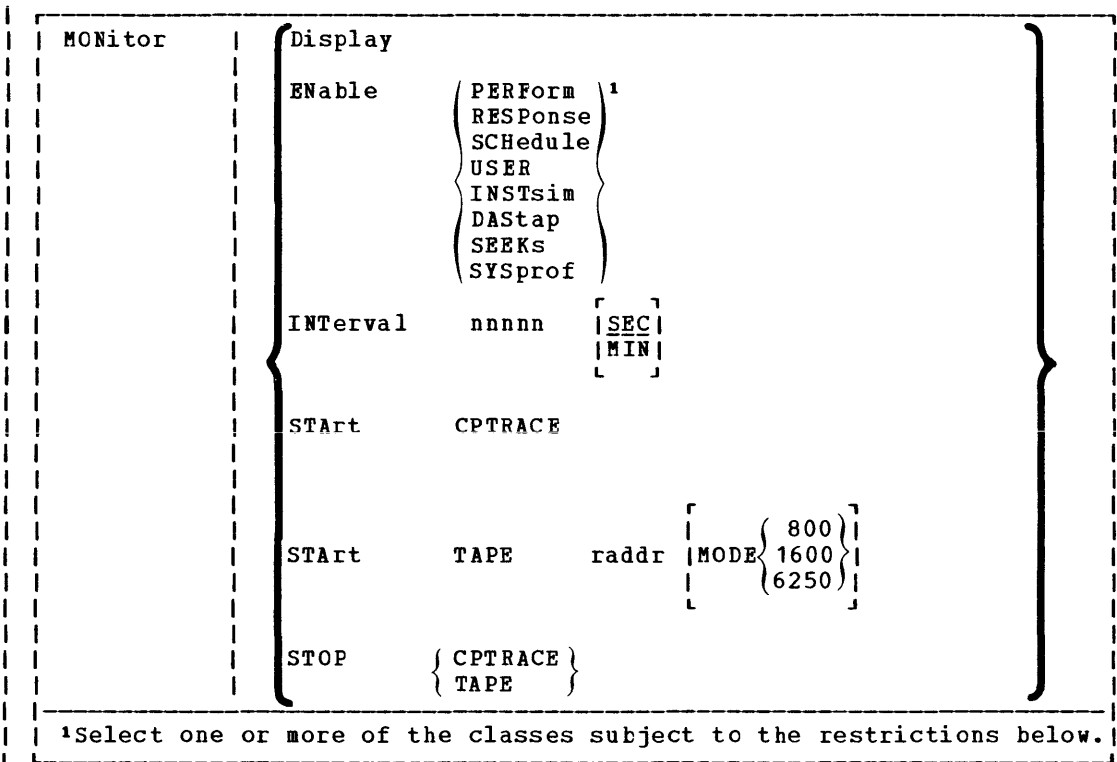 MONitor Display
ENable PERForm 1
RESPonse
SCHedule
USER
INSTsim
DAStap
SEEKs
SYSprof
INTerval nnnnn SEC
MIN
STArt CPTRACE
STArt TAPE raddr MODE 800
1600
6250
STOP CPTRACE
TAPE
1Select one or more of the classes subject to the restrictions below.